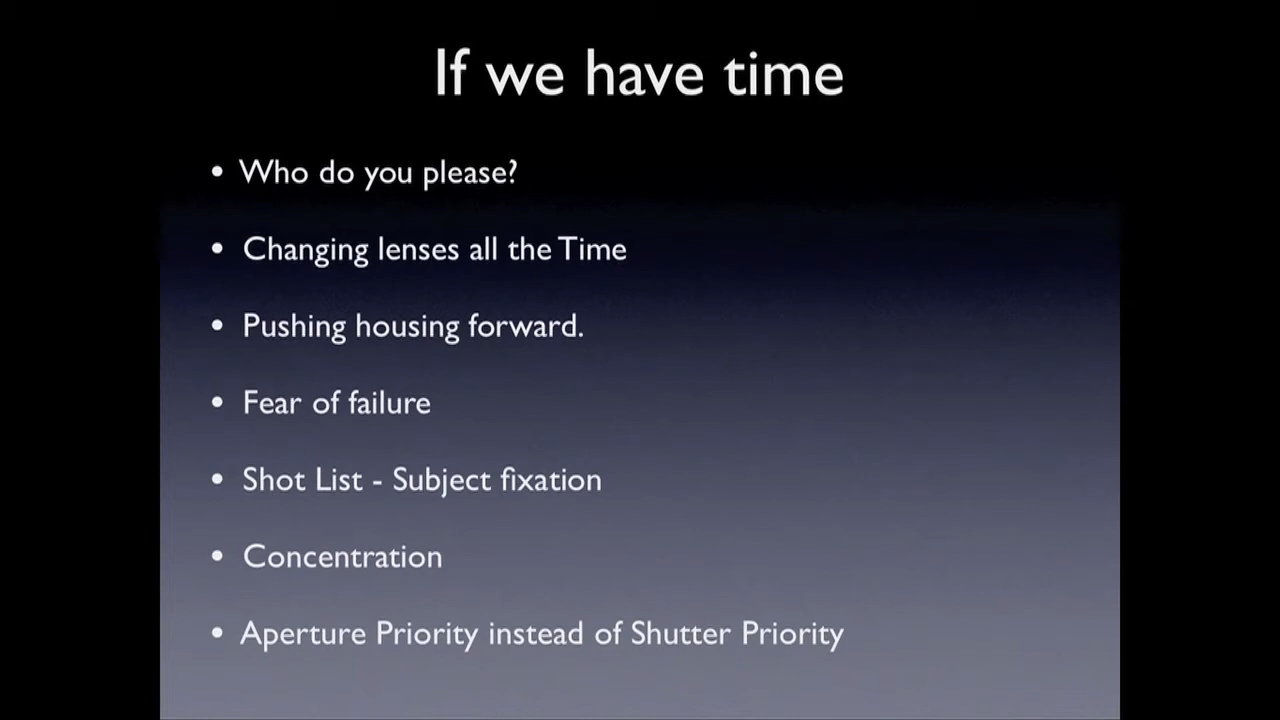 If we have time
• Who do you please?
• Changing lenses all the Time
• Pushing housing forward.
• Fear of failure
• Shot List - Subject fixation
• Concentration
• Aperture Priority instead of Shutter Priority